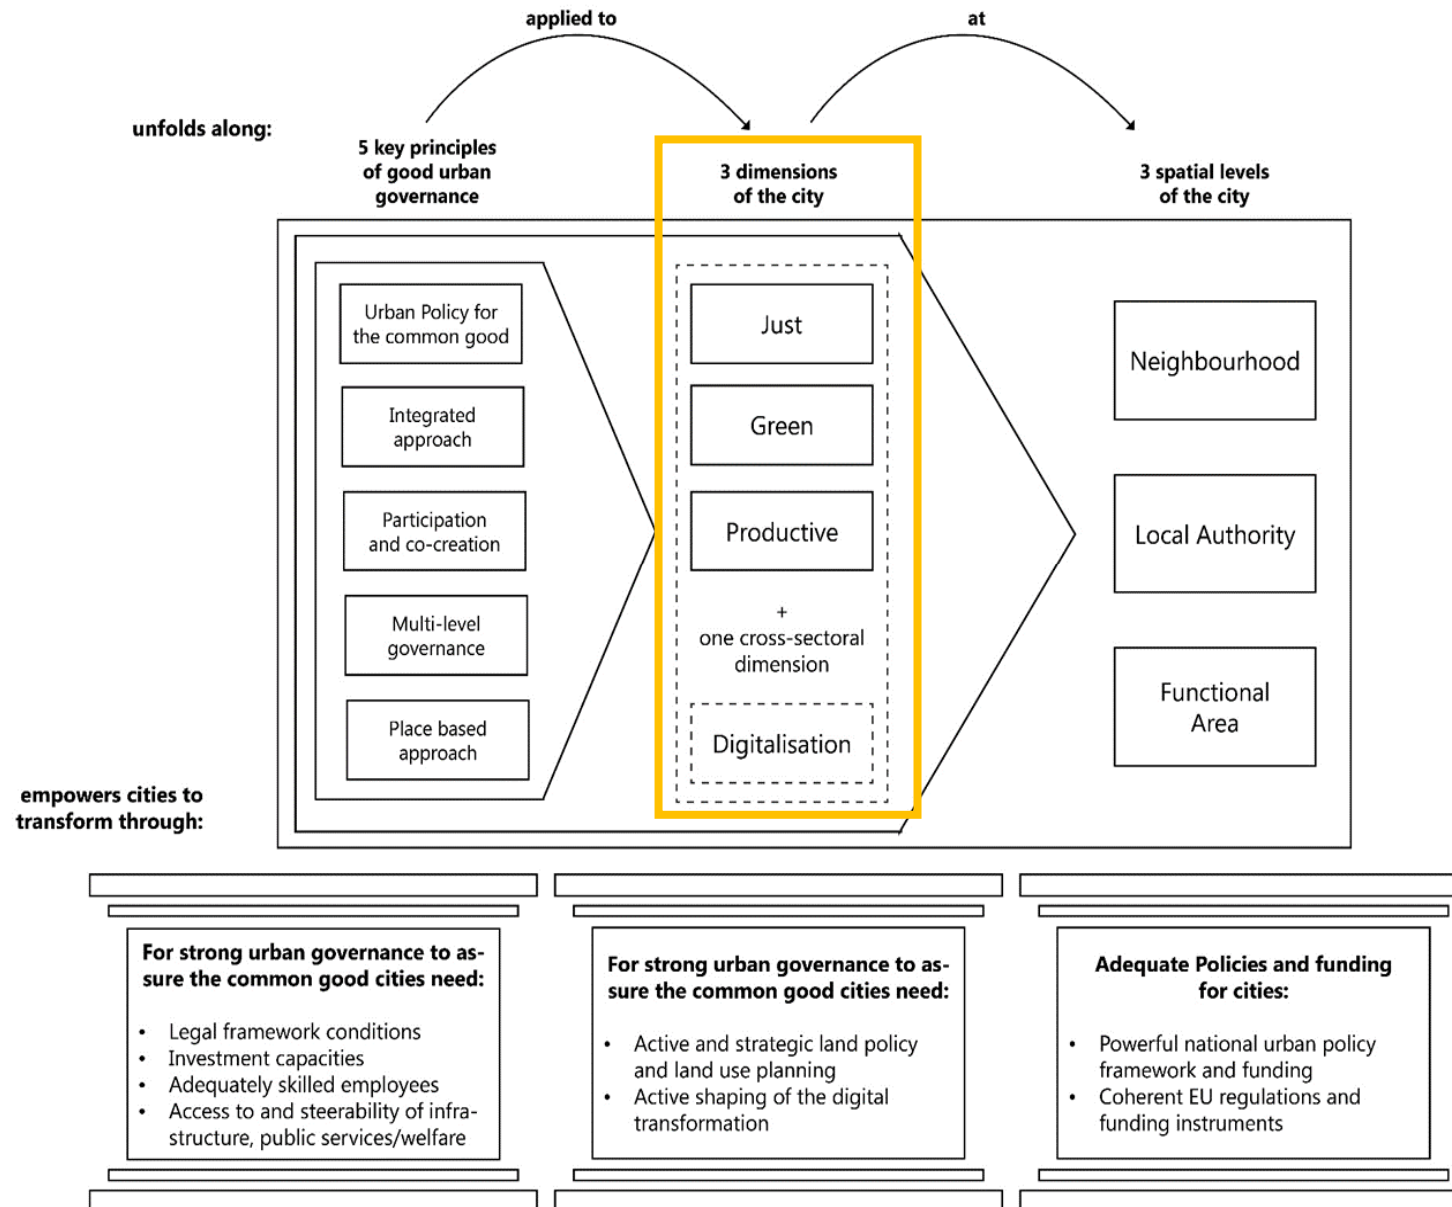 applied to
at
unfolds along:
5 key principles
of good urban
governance
3 dimensions
of the city
3 spatial levels
of the city
Urban Policy for
the common good
Integrated
approach
Participation
and co-creation
Multi-level
governance
Place based
approach
Just
Green
Productive
+
one cross-sectoral
dimension
Digitalisation
Neighbourhood
Local Authority
Functional
Area
empowers cities to
transform through:
For strong urban governance to as-
sure the common good cities need:
• Legal framework conditions
• Investment capacities
• Adequately skilled employees
• Access to and steerability of infra-
structure, public services/welfare
For strong urban governance to as-
sure the common good cities need:
• Active and strategic land policy
and land use planning
• Active shaping of the digital
transformation
Adequate Policies and funding
for cities:
• Powerful national urban policy
framework and funding
• Coherent EU regulations and
funding instruments